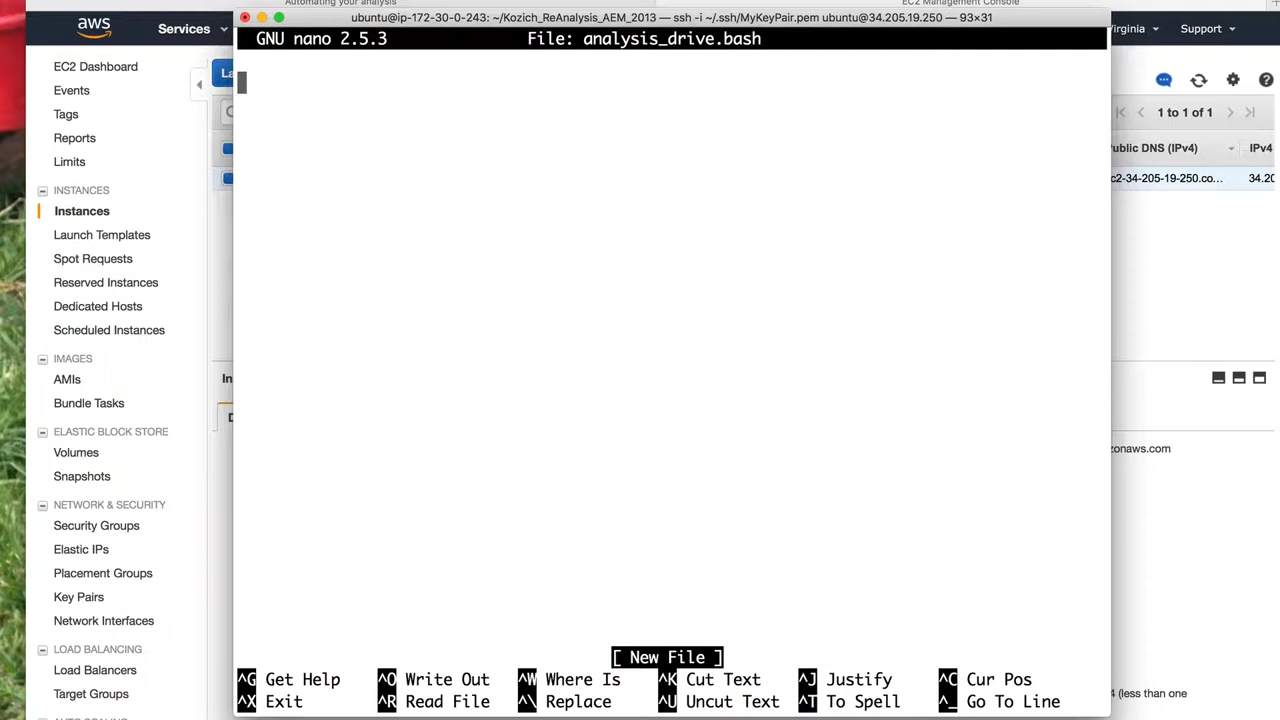 Automating your analysis
EC2 Management Console
aws
Services
Virginia
Support
ubuntu@ip-172-30-0-243: ~/Kozich_ReAnalysis_AEM_2013 — ssh -i ~/.ssh/MyKeyPair.pem ubuntu@34.205.19.250 — 93×31
GNU nano 2.5.3 File: analysis_drive.bash
EC2 Dashboard
Events
Tags
Reports
Limits
INSTANCES
Instances
Launch Templates
Spot Requests
Reserved Instances
Dedicated Hosts
Scheduled Instances
IMAGES
AMIs
Bundle Tasks
ELASTIC BLOCK STORE
Volumes
Snapshots
NETWORK & SECURITY
Security Groups
Elastic IPs
Placement Groups
Key Pairs
Network Interfaces
LOAD BALANCING
Load Balancers
Target Groups
La
In
1 to 1 of 1
ublic DNS (IPv4) IPv4
c2-34-205-19-250.co... 34.20
zonaws.com
4 (less than one
[ New File ]
^G Get Help ^O Write Out ^W Where Is ^K Cut Text ^J Justify ^C Cur Pos
^X Exit ^R Read File ^\ Replace ^U Uncut Text ^T To Spell ^_ Go To Line